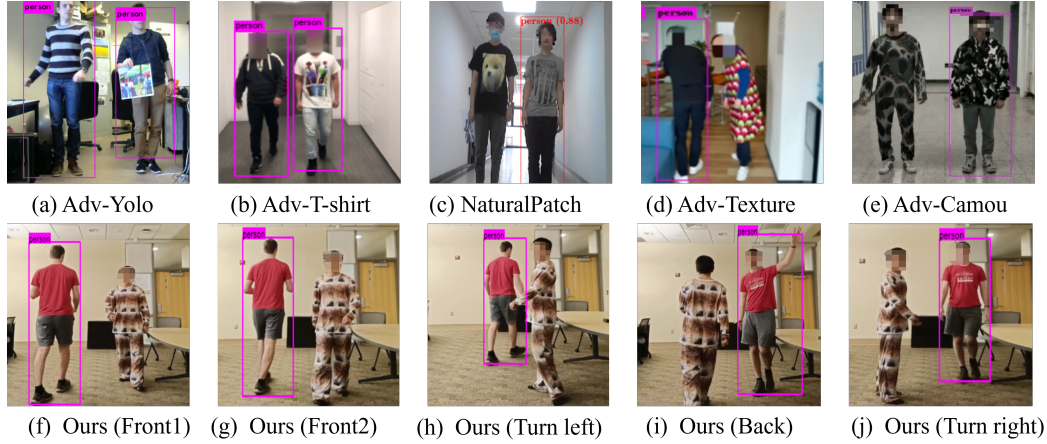 person
person
person
person
person (0.88)
person
(a) Adv-Yolo
(b) Adv-T-shirt
(c) NaturalPatch
(d) Adv-Texture
(e) Adv-Camou
person
person
person
person
person
(f) Ours (Front1)
(g) Ours (Front2)
(h) Ours (Turn left)
(i) Ours (Back)
(j) Ours (Turn right)